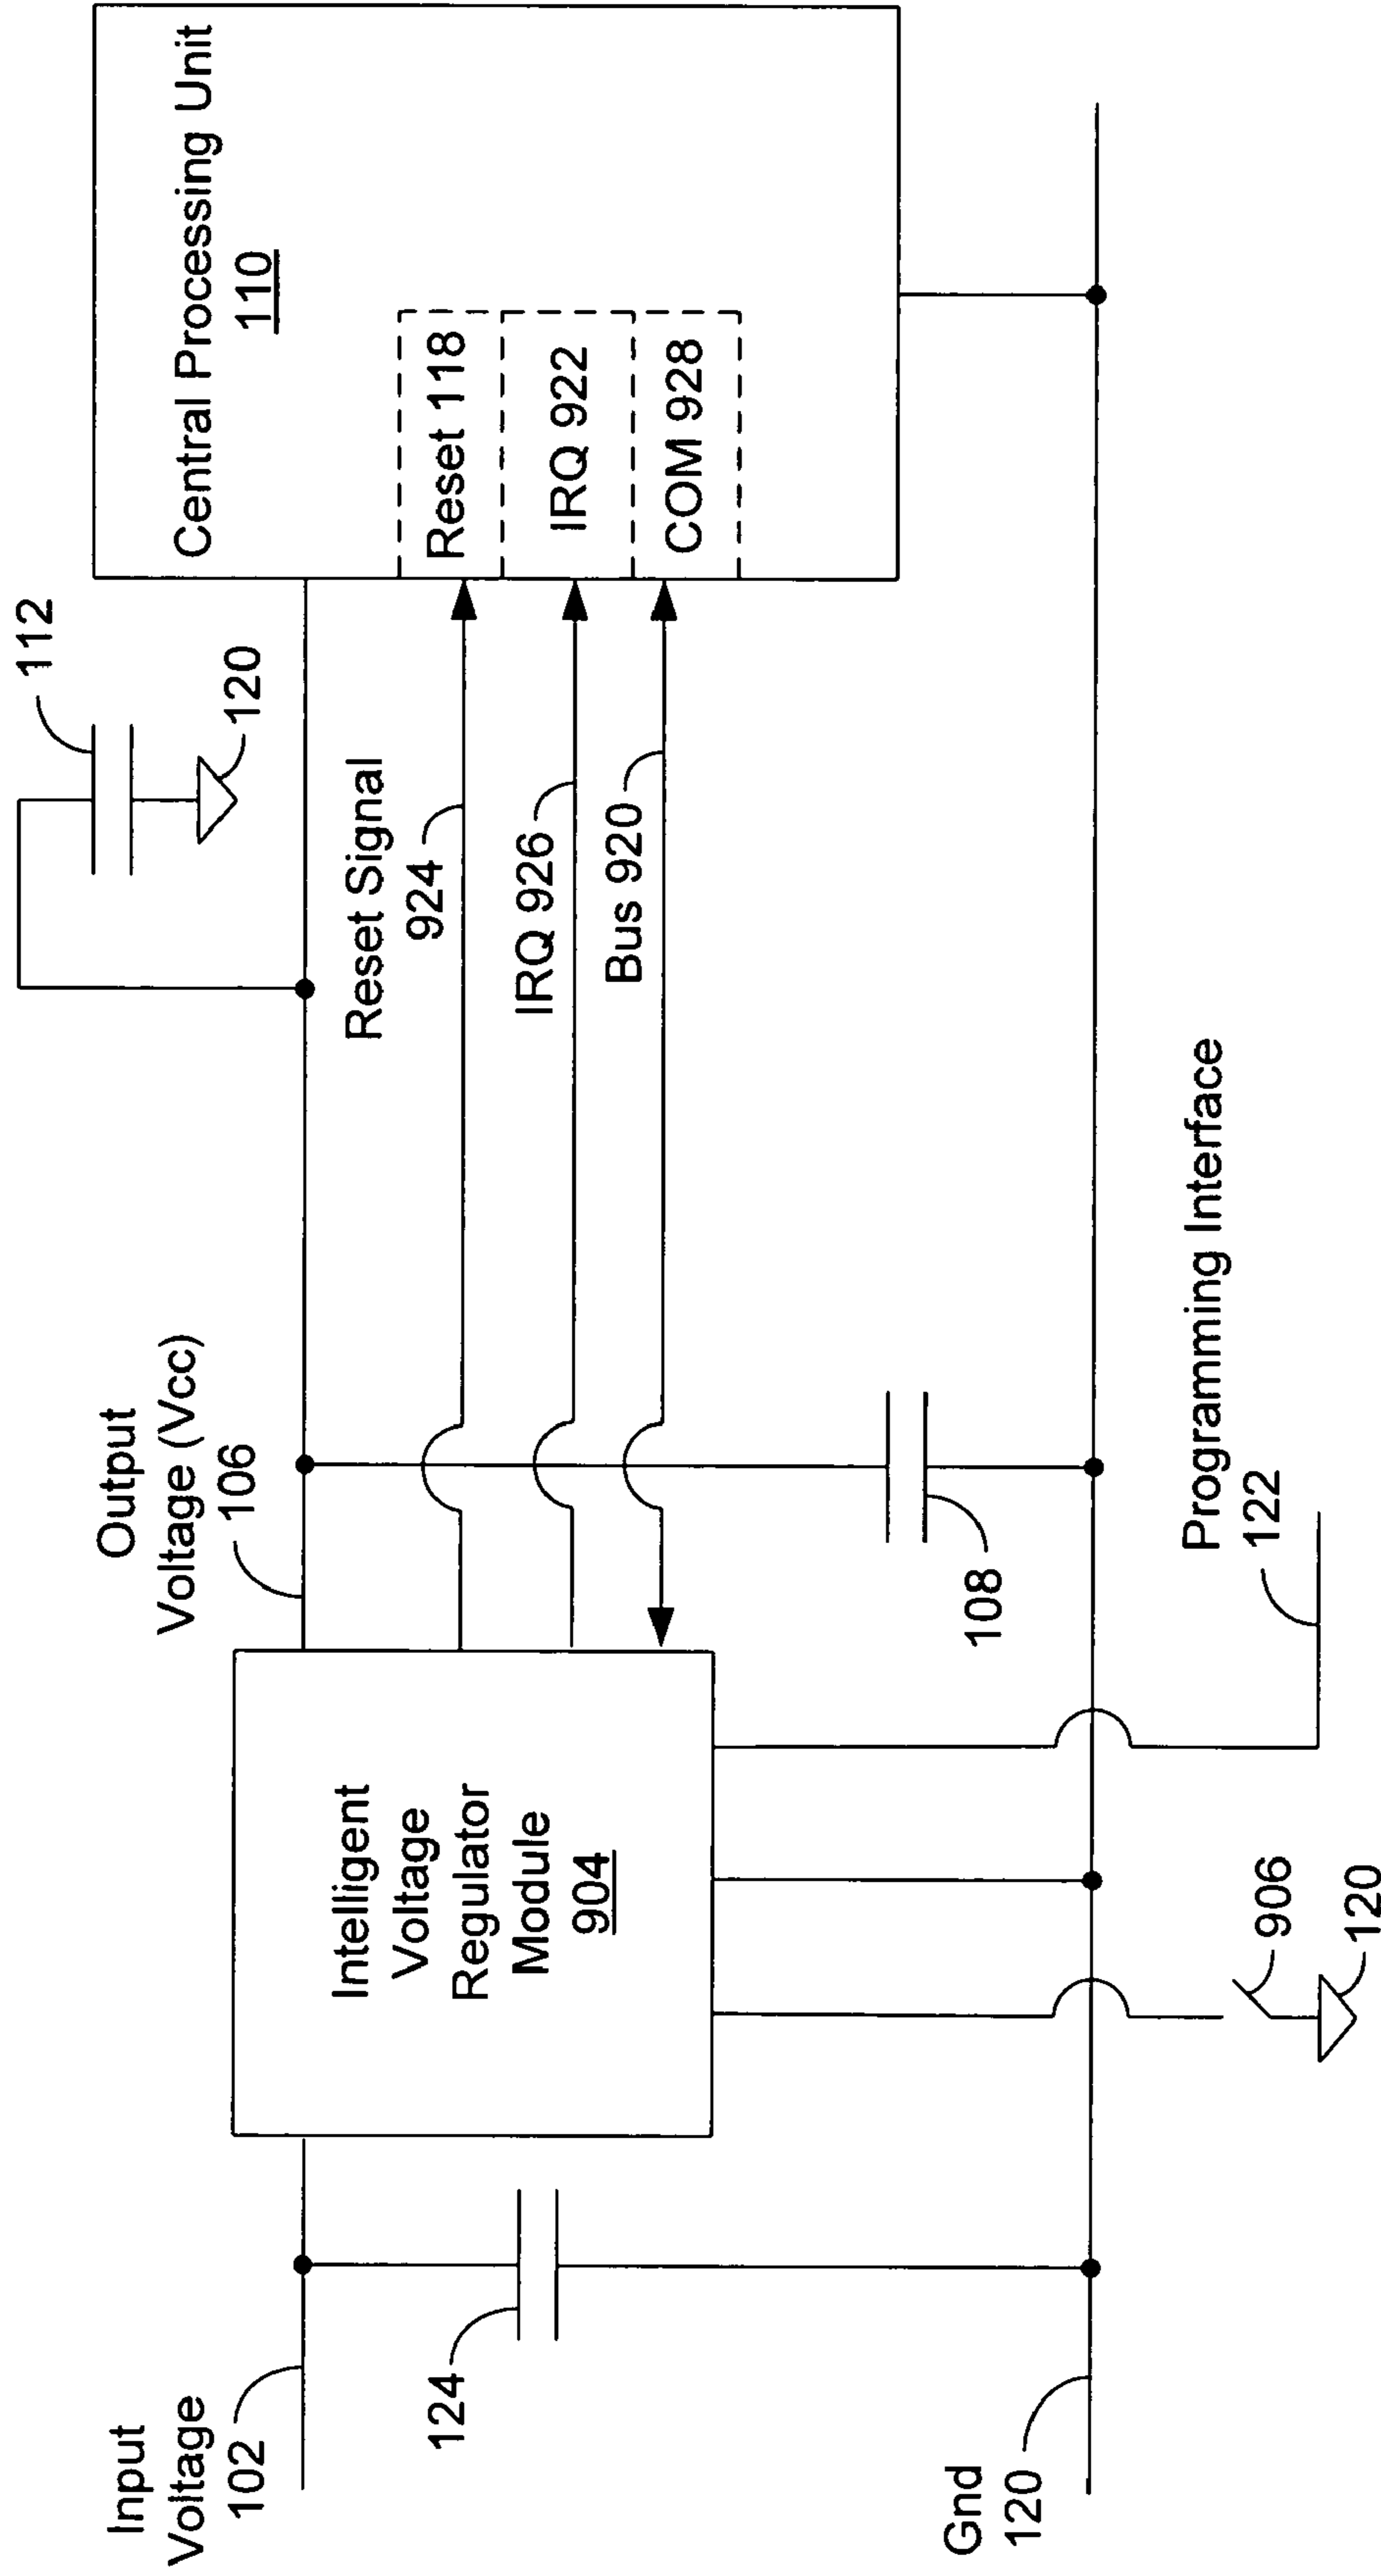 Input
Voltage
102
124
Gnd
120
Intelligent
Voltage
Regulator
Module
904
906
120
Programming Interface
122
Output
Voltage (Vcc)
106
108
Reset Signal
924
IRQ 926
Bus 920
112
120
Central Processing Unit
110
Reset 118
IRQ 922
COM 928